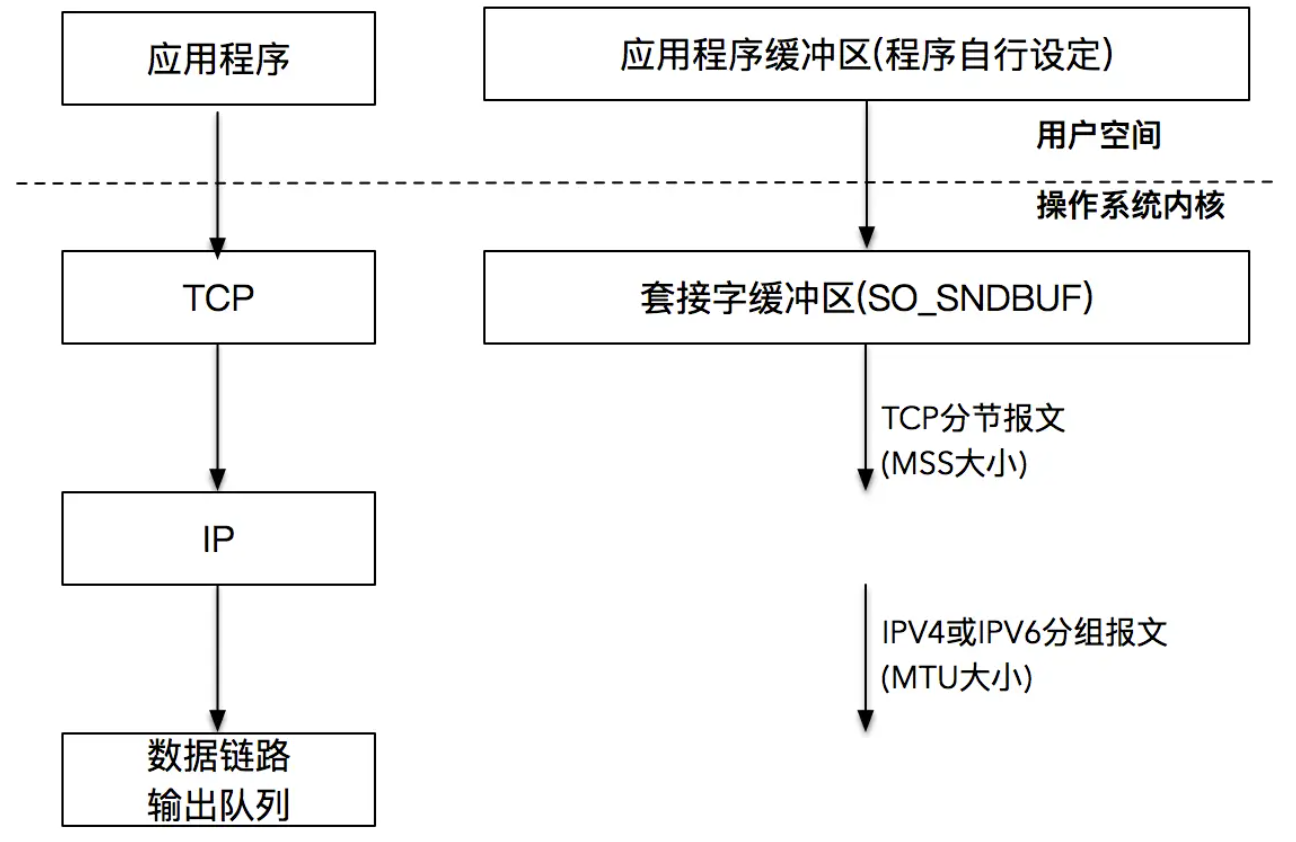 应用程序
应用程序缓冲区(程序自行设定)
用户空间
操作系统内核
TCP
套接字缓冲区(SO_SNDBUF)
TCP分节报文
(MSS大小)
IP
IPV4或IPV6分组报文
(MTU大小)
数据链路
输出队列